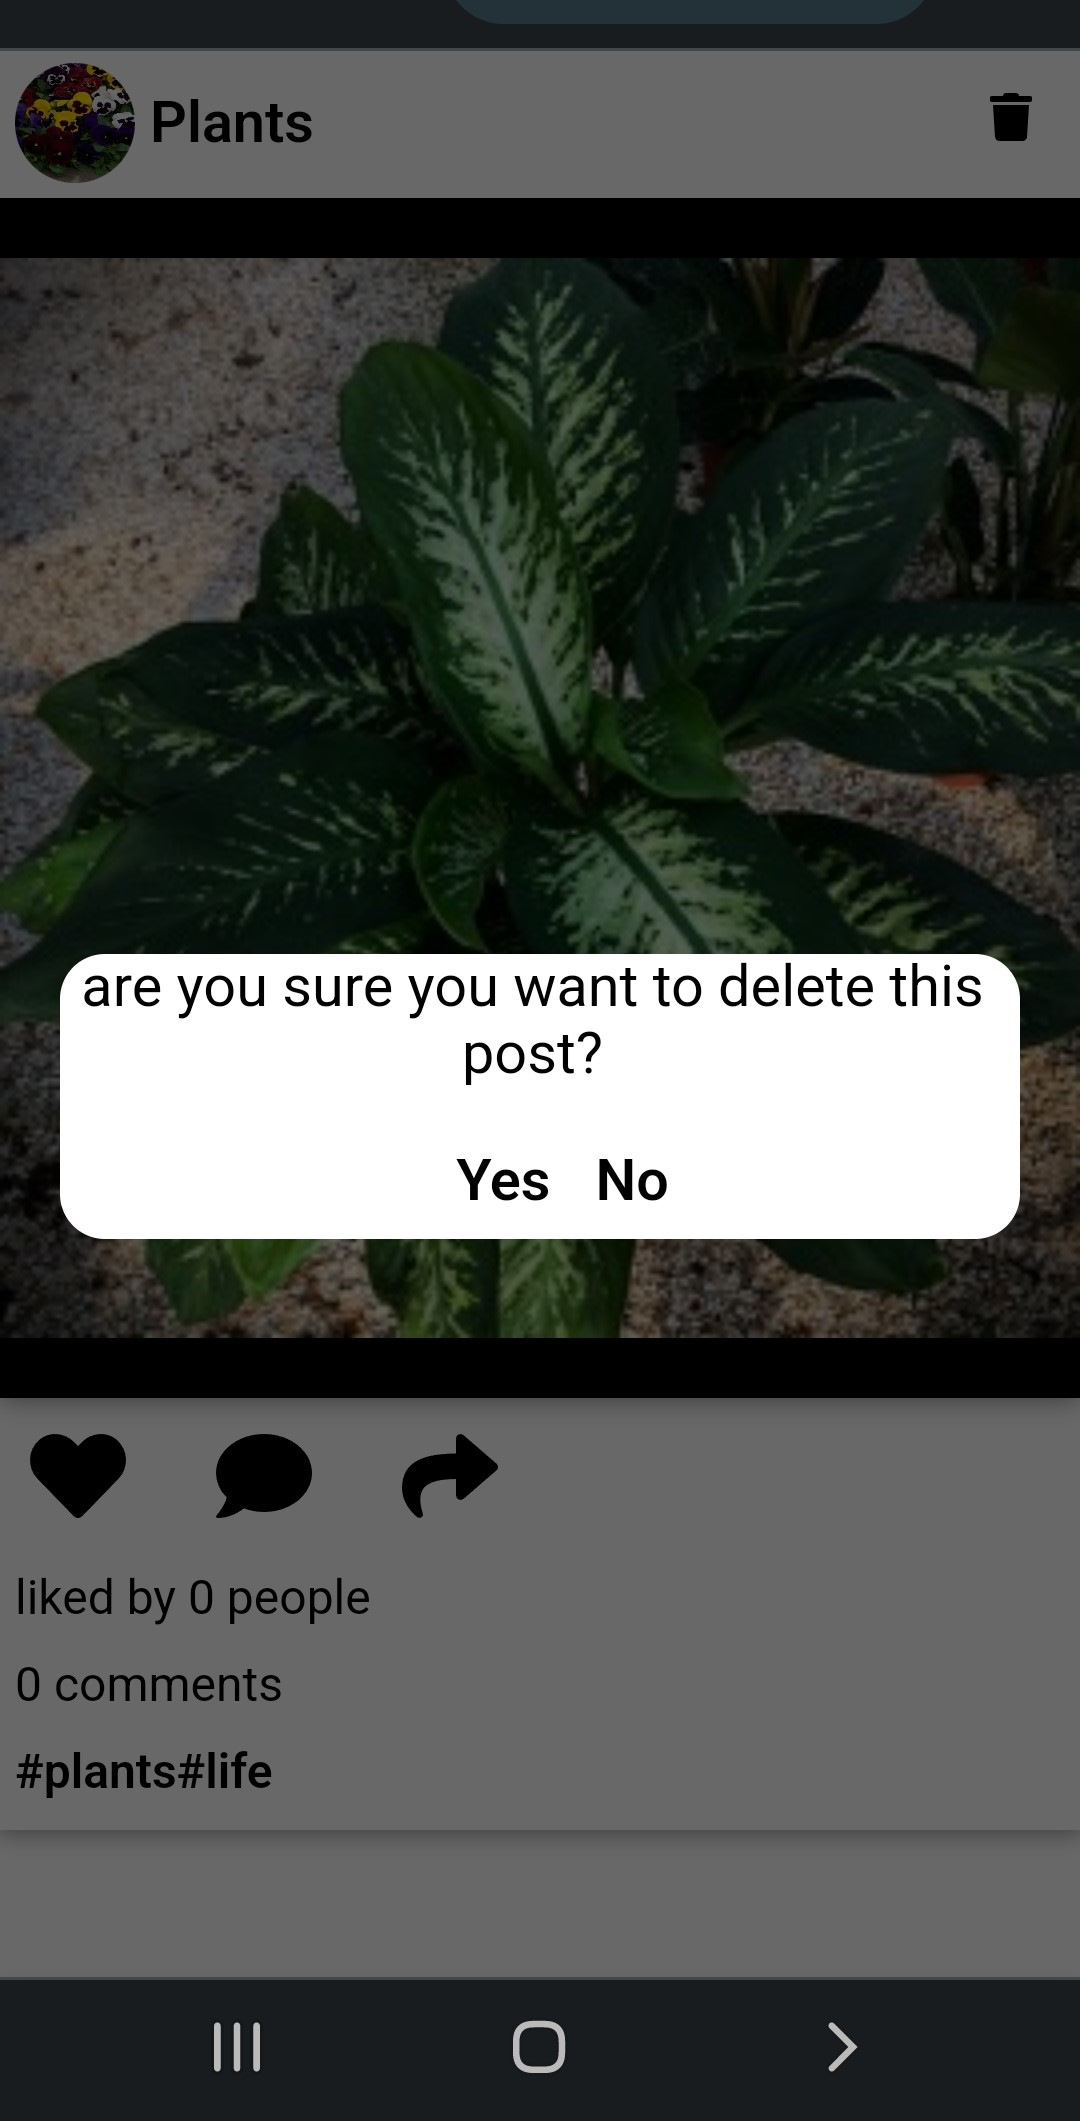 Plants
are you sure you want to delete this
post?
Yes No
liked by 0 people
0 comments
#plants#life